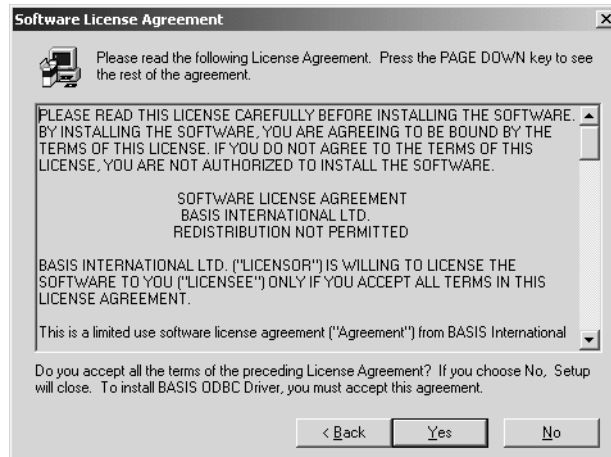 Software License Agreement
Please read the following License Agreement. Press the PAGE DOWN key to see
the rest of the agreement.
PLEASE READ THIS LICENSE CAREFULLY BEFORE INSTALLING THE SOFTWARE.
BY INSTALLING THE SOFTWARE, YOU ARE AGREEING TO BE BOUND BY THE
TERMS OF THIS LICENSE. IF YOU DO NOT AGREE TO THE TERMS OF THIS
LICENSE, YOU ARE NOT AUTHORIZED TO INSTALL THE SOFTWARE.
SOFTWARE LICENSE AGREEMENT
BASIS INTERNATIONAL LTD.
REDISTRIBUTION NOT PERMITTED
BASIS INTERNATIONAL LTD. ("LICENSOR") IS WILLING TO LICENSE THE
SOFTWARE TO YOU ("LICENSEE") ONLY IF YOU ACCEPT ALL TERMS IN THIS
LICENSE AGREEMENT.
This is a limited use software license agreement ("Agreement") from BASIS International
Do you accept all the terms of the preceding License Agreement? If you choose No, Setup
will close. To install BASIS ODBC Driver, you must accept this agreement.
< Back Yes No